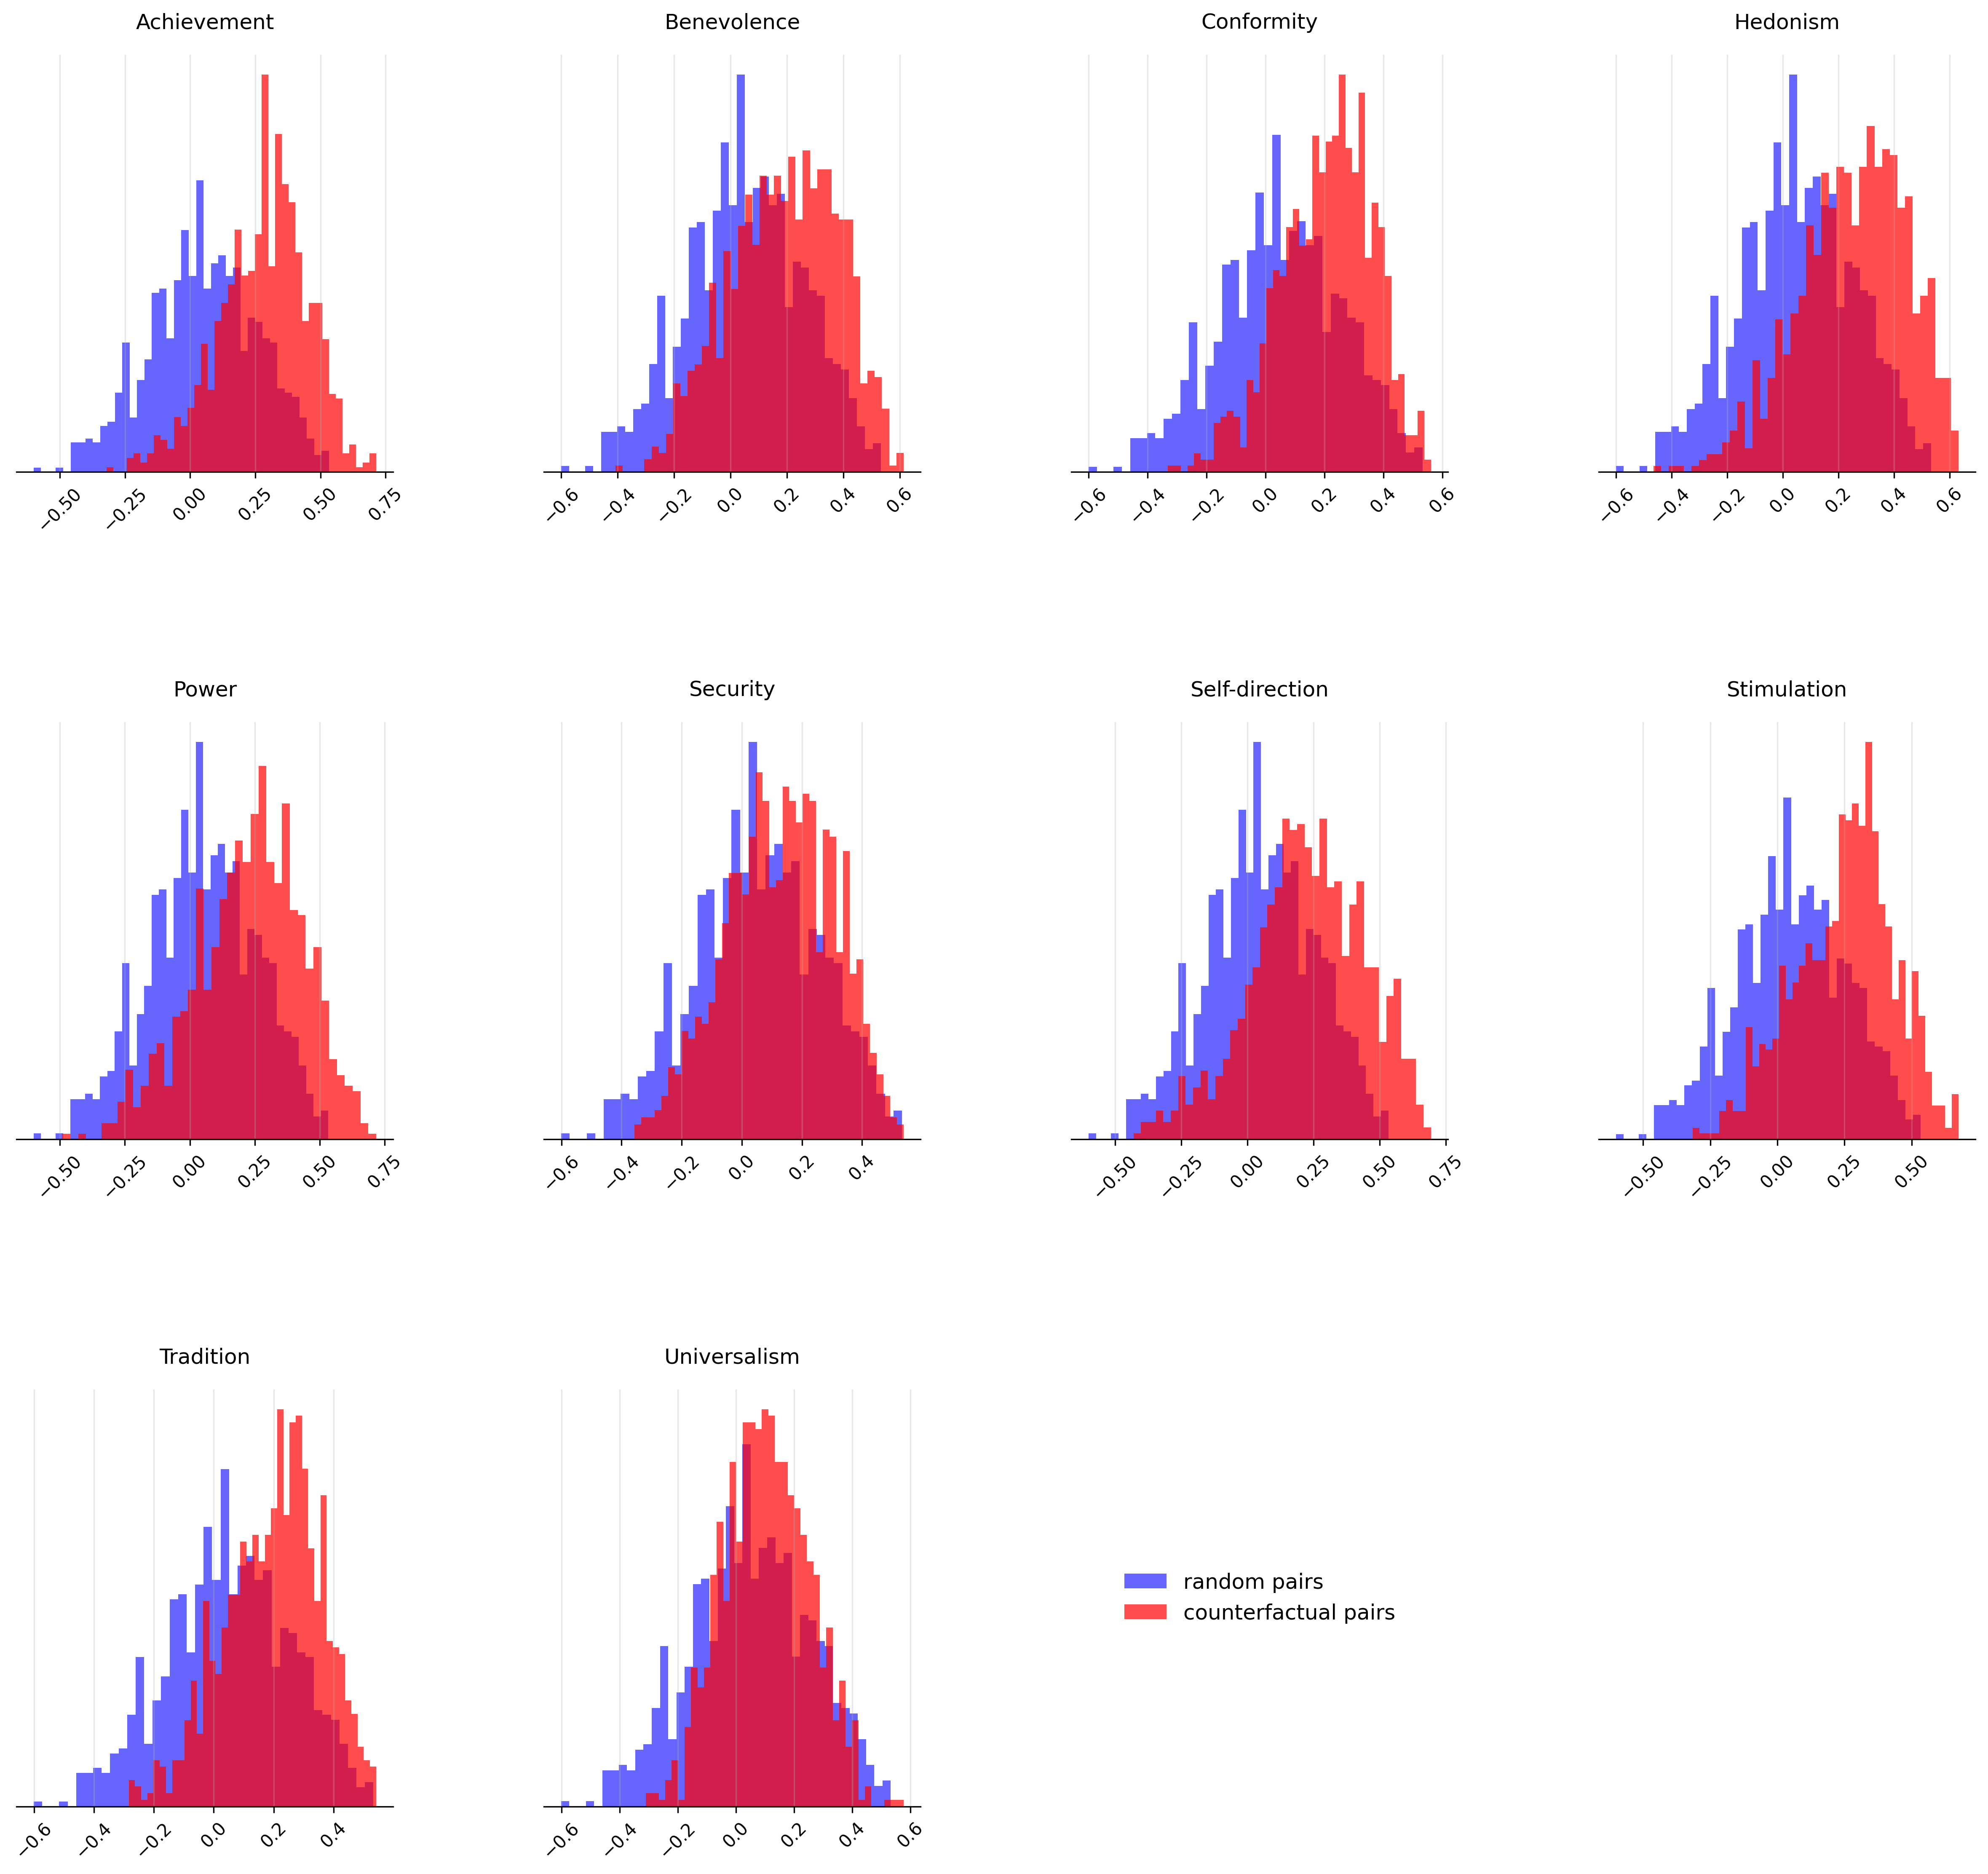 Achievement
Benevolence
Conformity
Hedonism
−0.50 −0.25 0.00 0.25 0.50 0.75
−0.6 −0.4 −0.2 0.0 0.2 0.4 0.6
−0.6 −0.4 −0.2 0.0 0.2 0.4 0.6
−0.6 −0.4 −0.2 0.0 0.2 0.4 0.6
Power
Security
Self-direction
Stimulation
−0.50 −0.25 0.00 0.25 0.50 0.75
−0.6 −0.4 −0.2 0.0 0.2 0.4
−0.50 −0.25 0.00 0.25 0.50 0.75
−0.50 −0.25 0.00 0.25 0.50
Tradition
Universalism
random pairs
counterfactual pairs
−0.6 −0.4 −0.2 0.0 0.2 0.4
−0.6 −0.4 −0.2 0.0 0.2 0.4 0.6